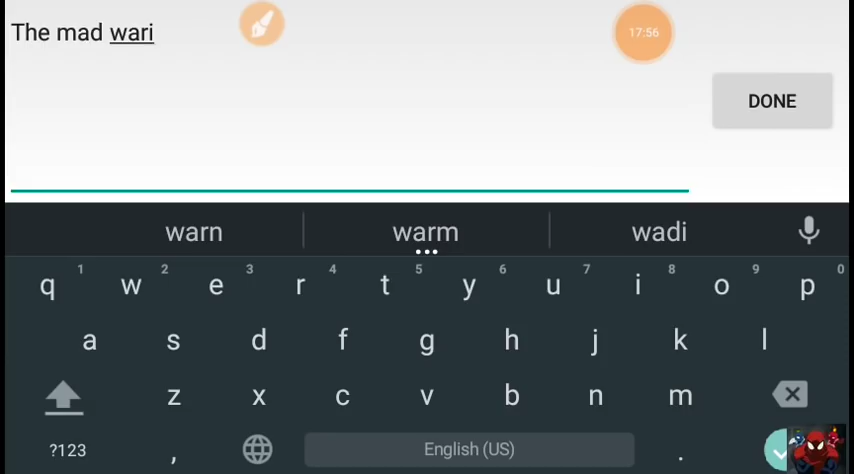 The mad wari
17:56
DONE
warn warm wadi
q 1 w 2 e 3 r 4 t 5 y 6 u 7 i 8 o 9 p 0
a s d f g h j k l
z x c v b n m
?123 , English (US) .